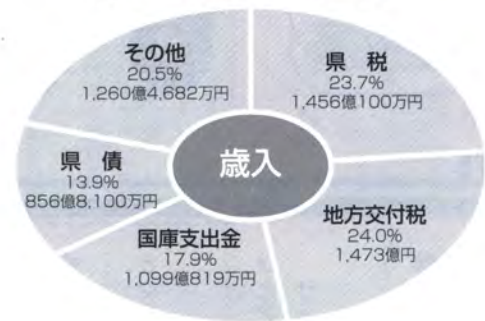 歳入
県 税
23.7%
1,456億100万円
地方交付税
24.0%
1,473億円
国庫支出金
17.9%
1,099億819万円
県 債
13.9%
856億8,100万円
その他
20.5%
1,260億4,682万円